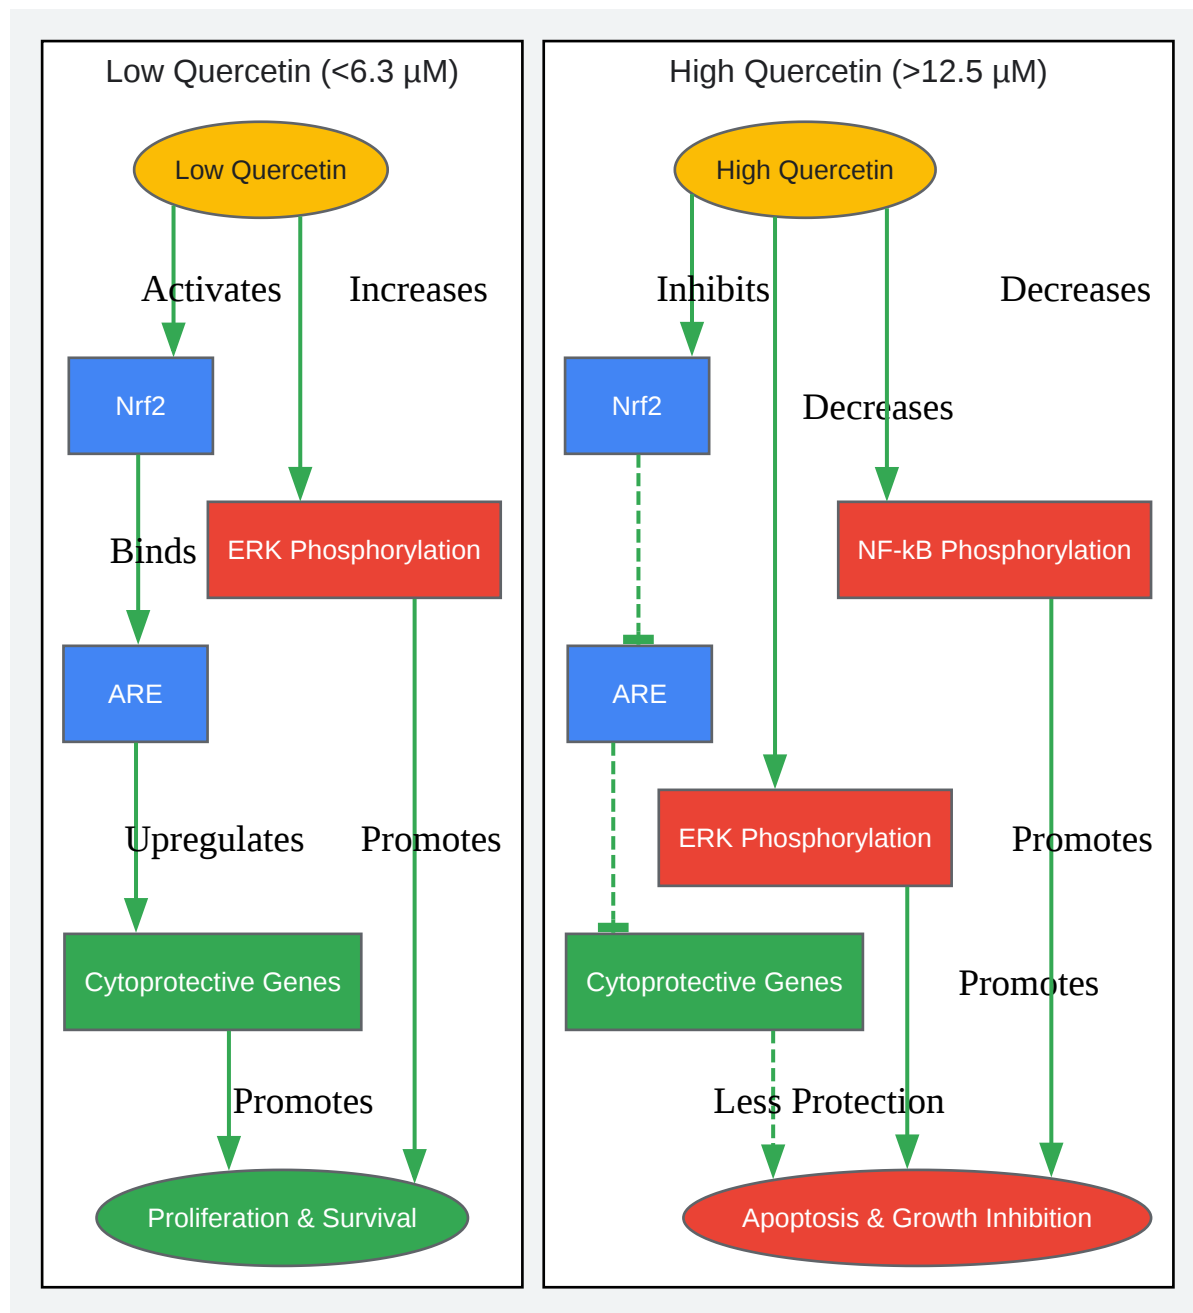 Low Quercetin (<6.3 µM)
Low Quercetin
Activates
Increases
Nrf2
Binds
ERK Phosphorylation
ARE
Upregulates
Promotes
Cytoprotective Genes
Promotes
Proliferation & Survival
High Quercetin (>12.5 µM)
High Quercetin
Inhibits
Decreases
Nrf2
Decreases
NF-kB Phosphorylation
ARE
ERK Phosphorylation
Promotes
Cytoprotective Genes
Promotes
Less Protection
Apoptosis & Growth Inhibition